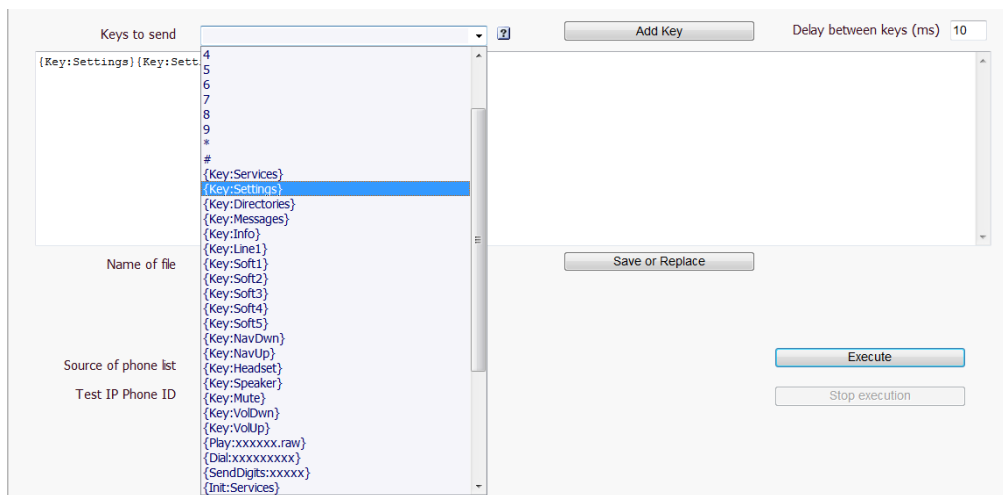 Keys to send
Add Key
Delay between keys (ms) 10
{Key:Settings}{Key:Sett
4
5
6
7
8
9
*
#
{Key:Services}
{Key:Settings}
{Key:Directories}
{Key:Messages}
{Key:Info}
{Key:Line1}
{Key:Soft1}
{Key:Soft2}
{Key:Soft3}
{Key:Soft4}
{Key:Soft5}
{Key:NavDwn}
{Key:NavUp}
{Key:Headset}
{Key:Speaker}
{Key:Mute}
{Key:VolDwn}
{Key:VolUp}
{Play:xxxxxx.raw}
{Dial:xxxxxxxxx}
{SendDigits:xxxxx}
{Init:Services}
Name of file
Save or Replace
Source of phone list
Execute
Test IP Phone ID
Stop execution